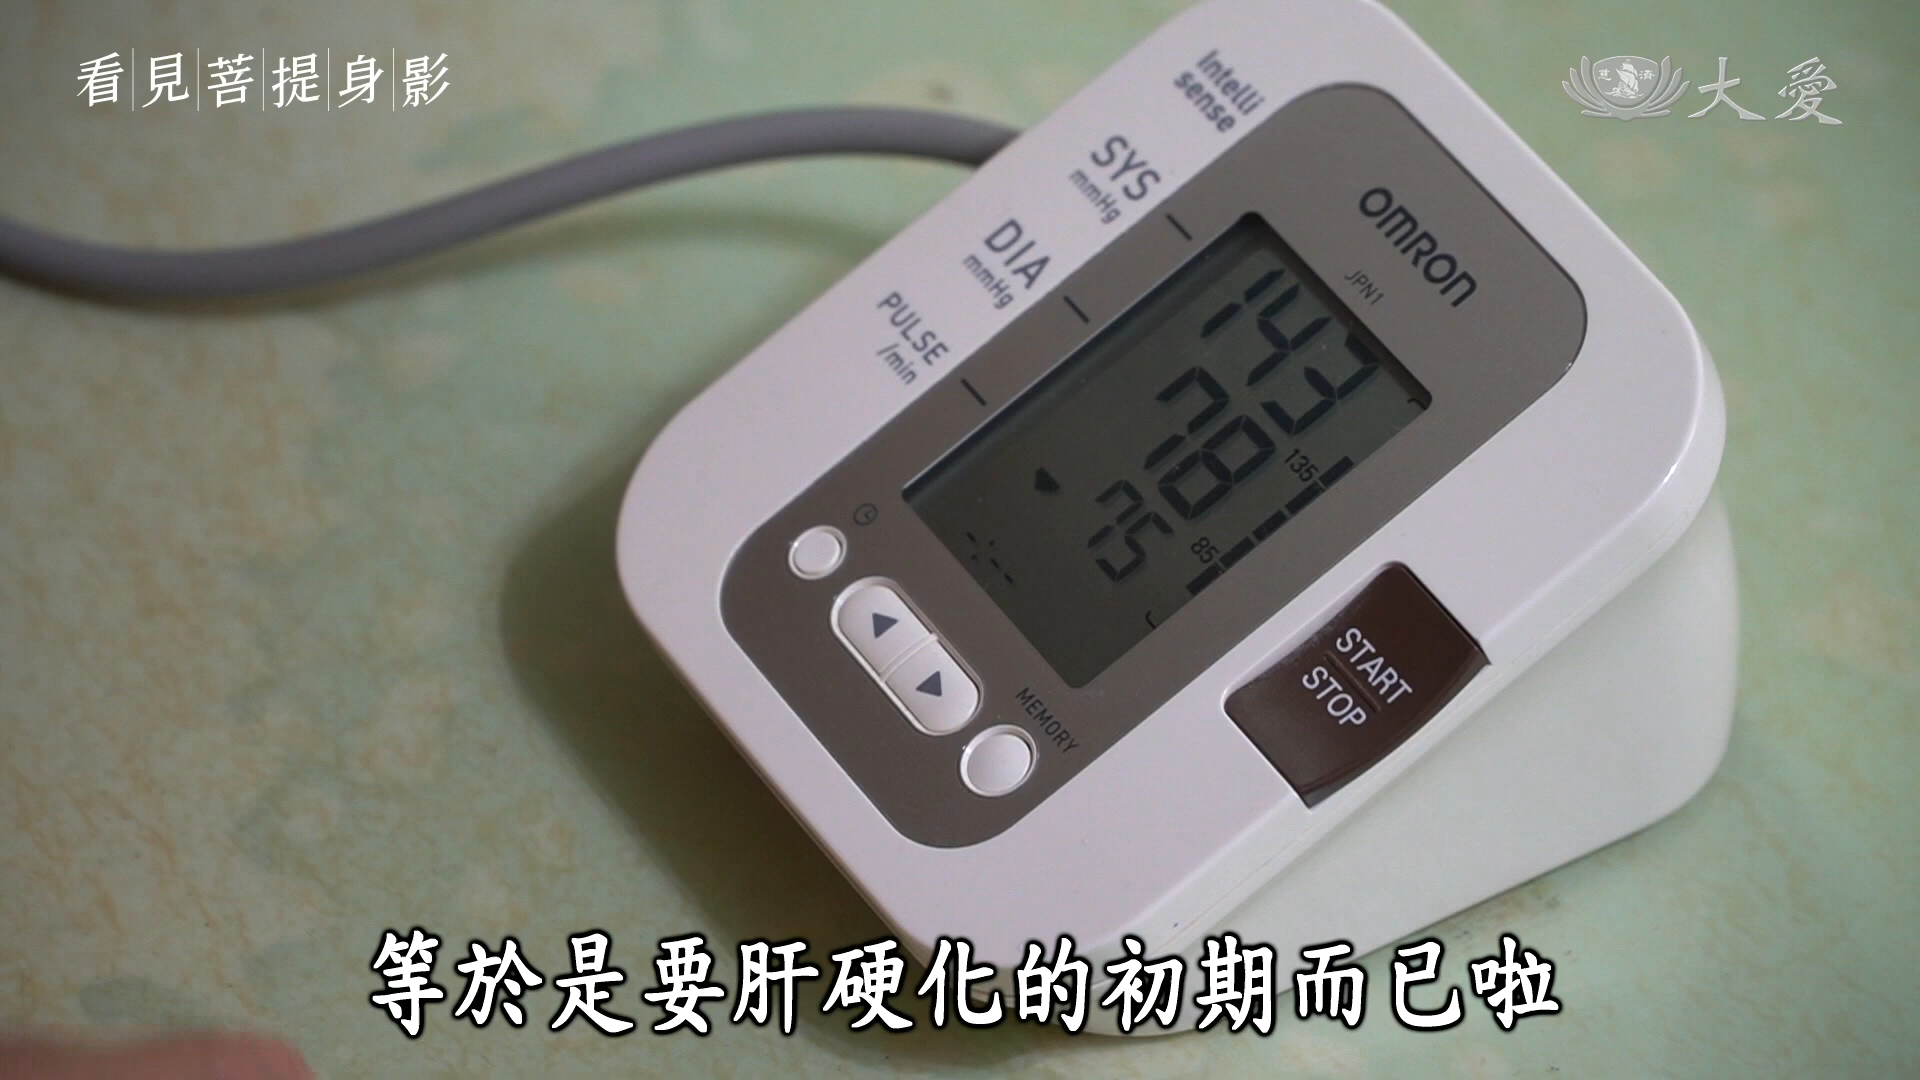 看見菩提身影
慈濟
大愛
Intelli
sense
SYS
mmHg
DIA
mmHg
PULSE
/min
OMRON
JPN1
143
78
75
135
85
-:--
MEMORY
START
STOP
等於是要肝硬化的初期而已啦